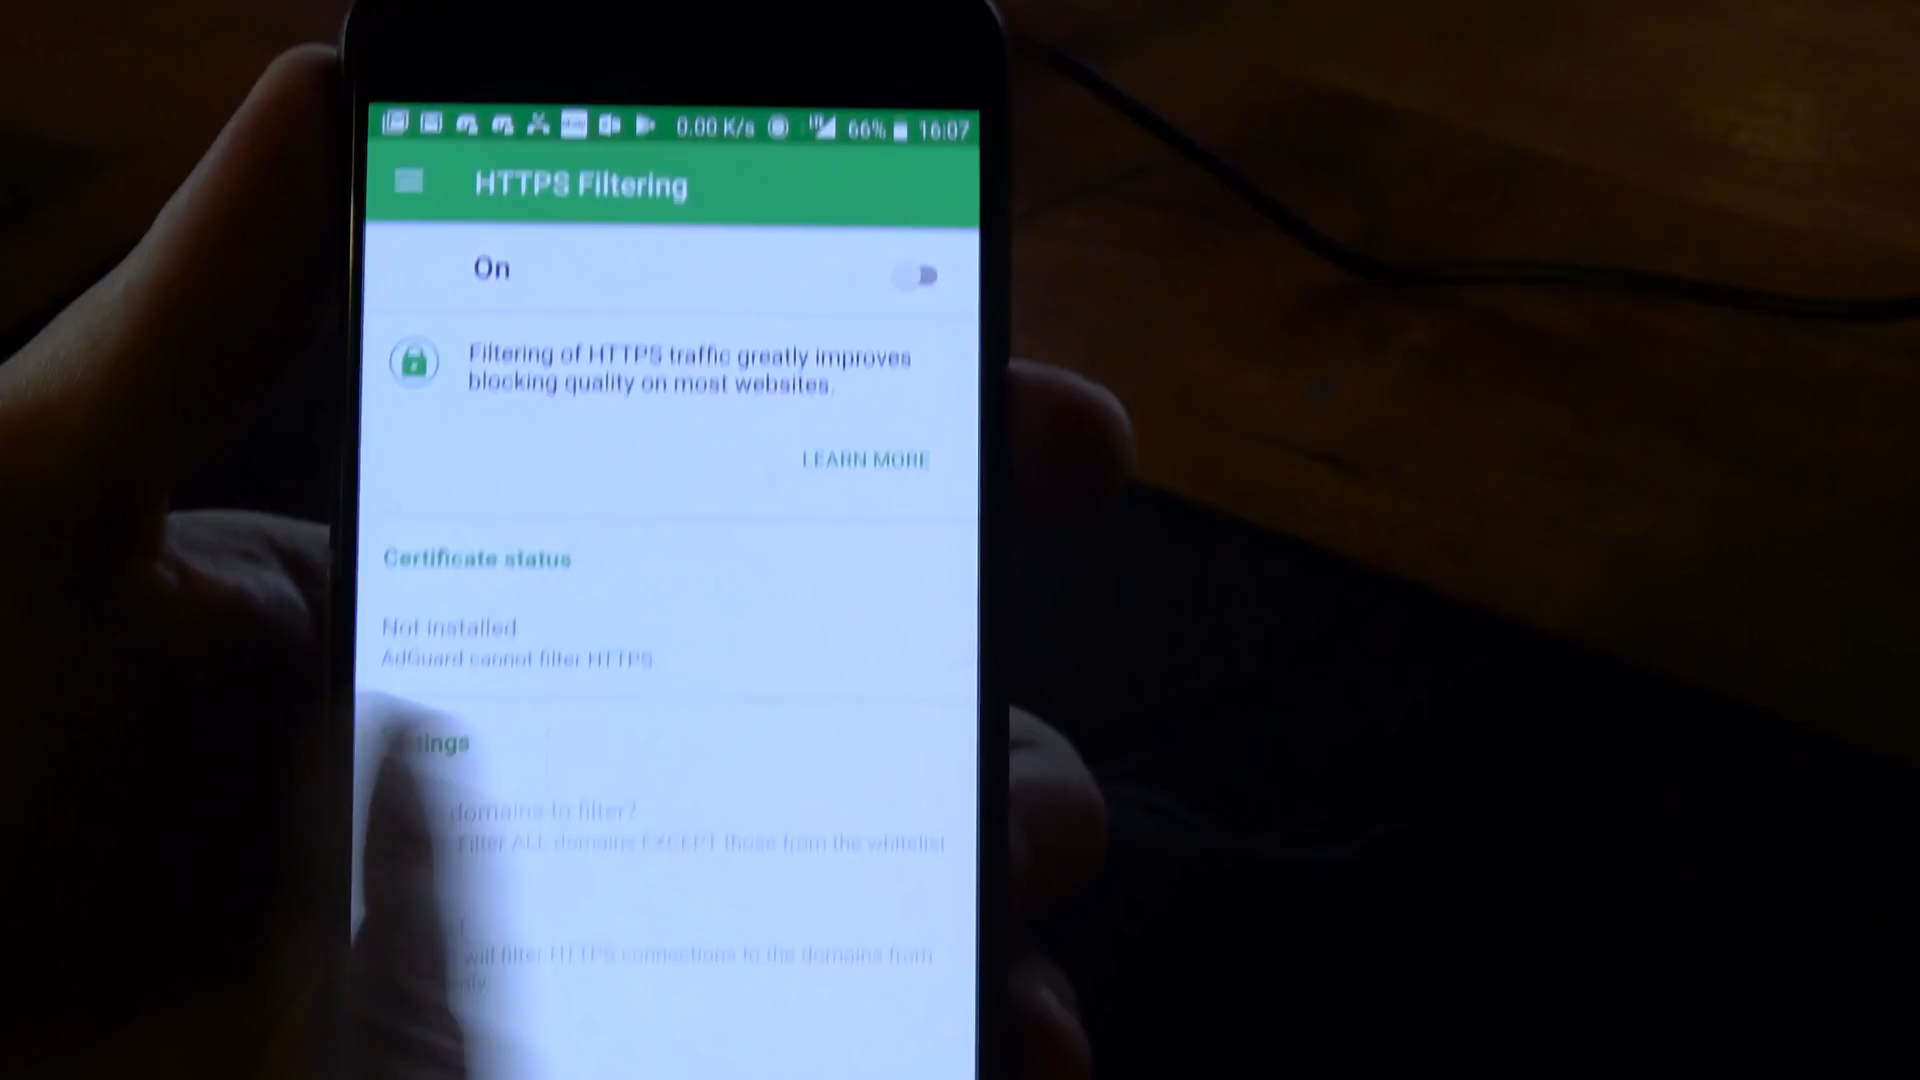 0.00 K/s 66% 16:07
HTTPS Filtering
On
Filtering of HTTPS traffic greatly improves
blocking quality on most websites.
LEARN MORE
Certificate status
Not installed
AdGuard cannot filter HTTPS
tings
domains to filter?
Filter ALL domains EXCEPT those from the whitelist
will filter HTTPS connections to the domains from